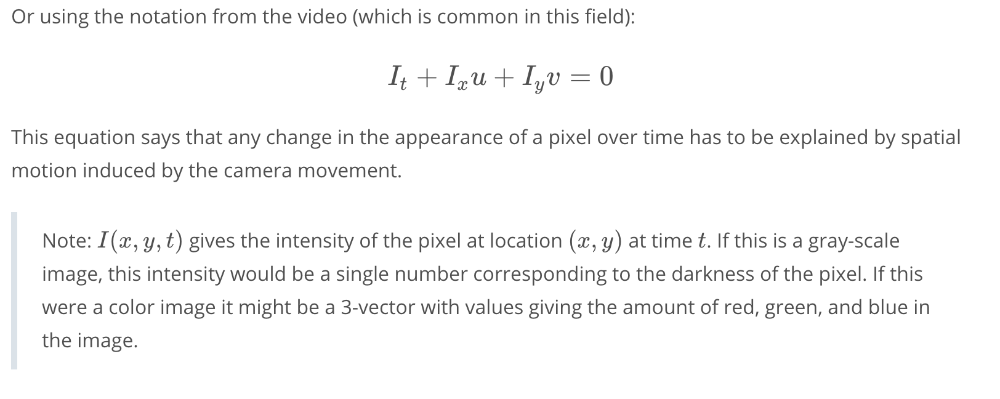 Or using the notation from the video (which is common in this field):
I_t + I_x u + I_y v = 0
This equation says that any change in the appearance of a pixel over time has to be explained by spatial
motion induced by the camera movement.
Note: I(x, y, t) gives the intensity of the pixel at location (x, y) at time t. If this is a gray-scale
image, this intensity would be a single number corresponding to the darkness of the pixel. If this
were a color image it might be a 3-vector with values giving the amount of red, green, and blue in
the image.